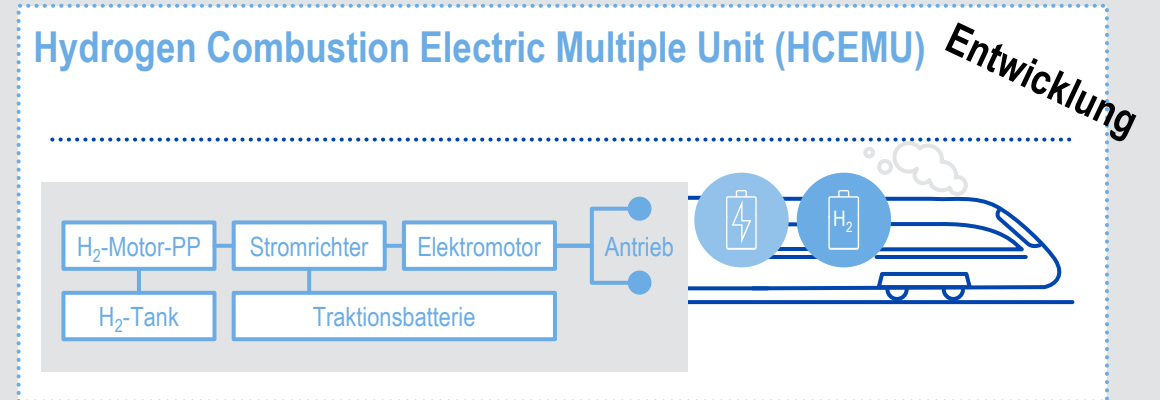 Hydrogen Combustion Electric Multiple Unit (HCEMU)
Entwicklung
H₂-Motor-PP
Stromrichter
Elektromotor
Antrieb
H₂-Tank
Traktionsbatterie
H₂